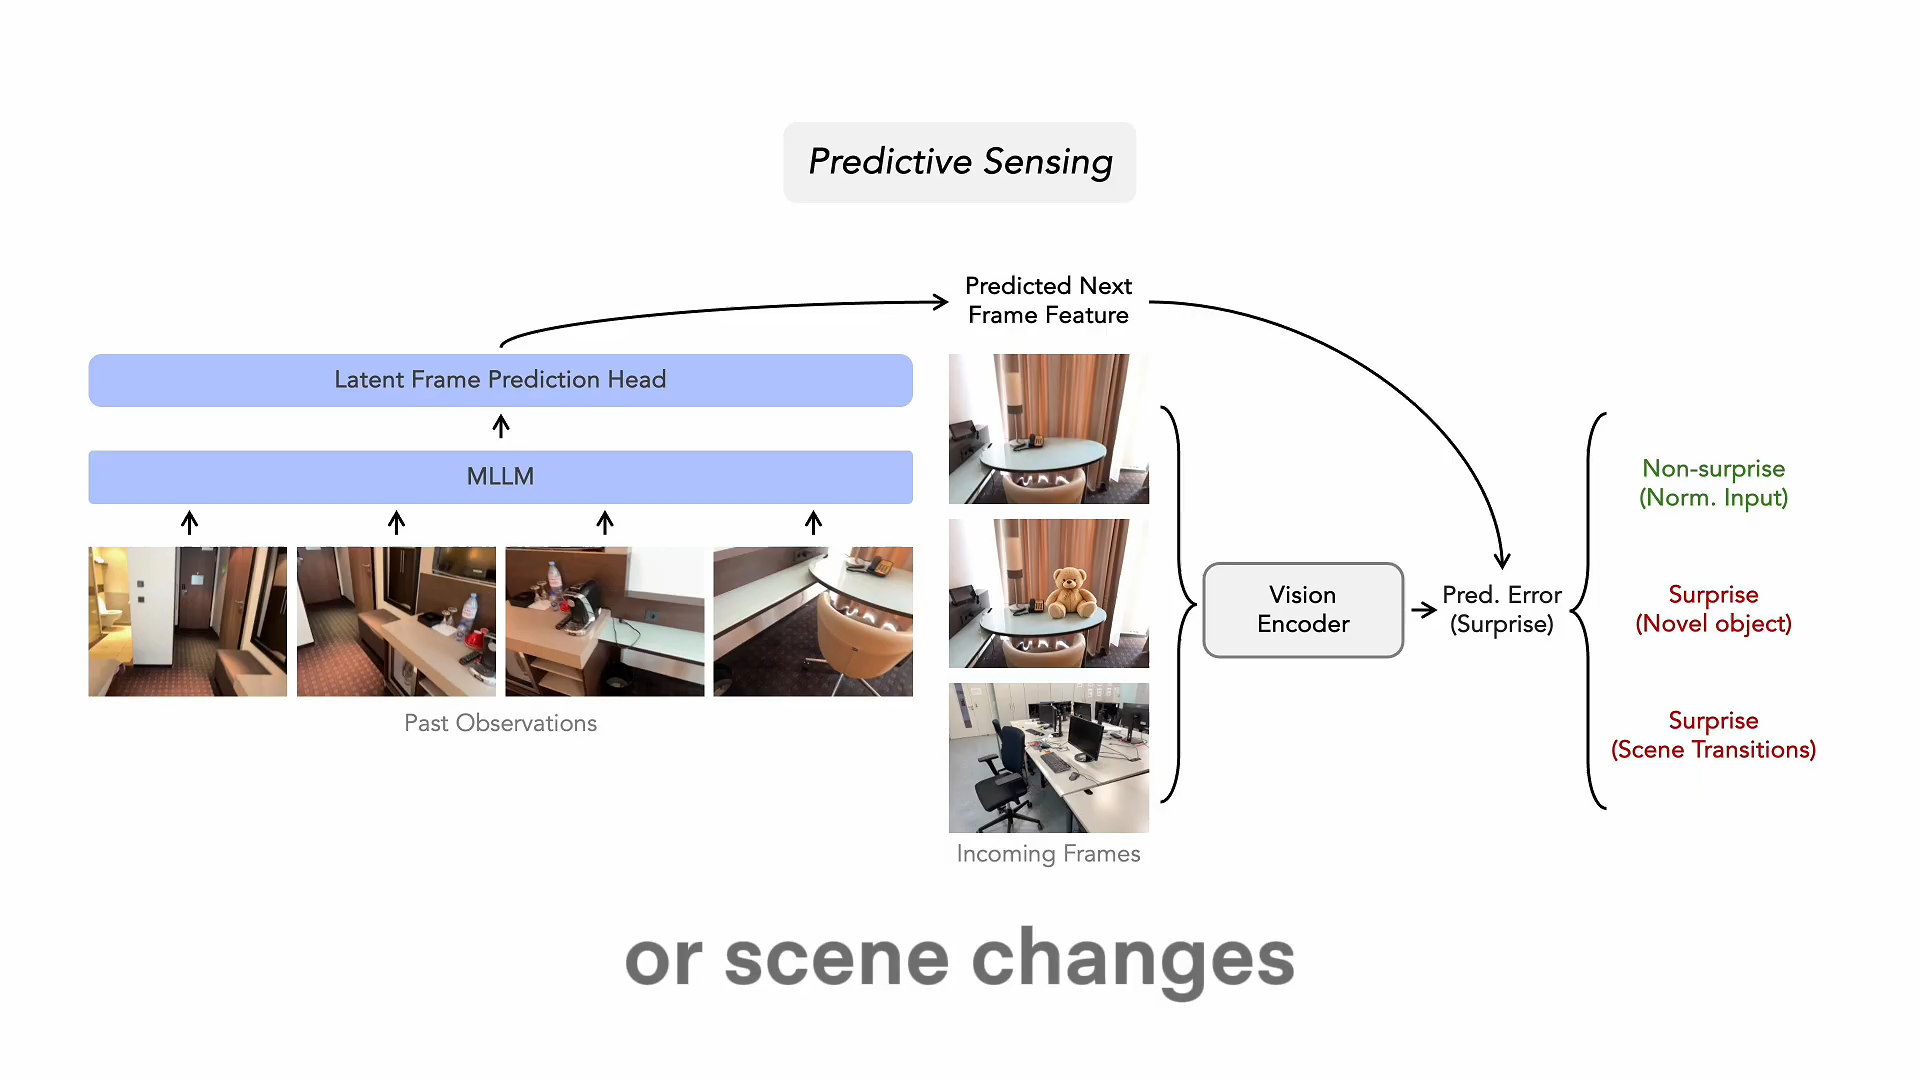 Predictive Sensing
Predicted Next
Frame Feature
Latent Frame Prediction Head
MLLM
Past Observations
Incoming Frames
Vision
Encoder
Pred. Error
(Surprise)
Non-surprise
(Norm. Input)
Surprise
(Novel object)
Surprise
(Scene Transitions)
or scene changes